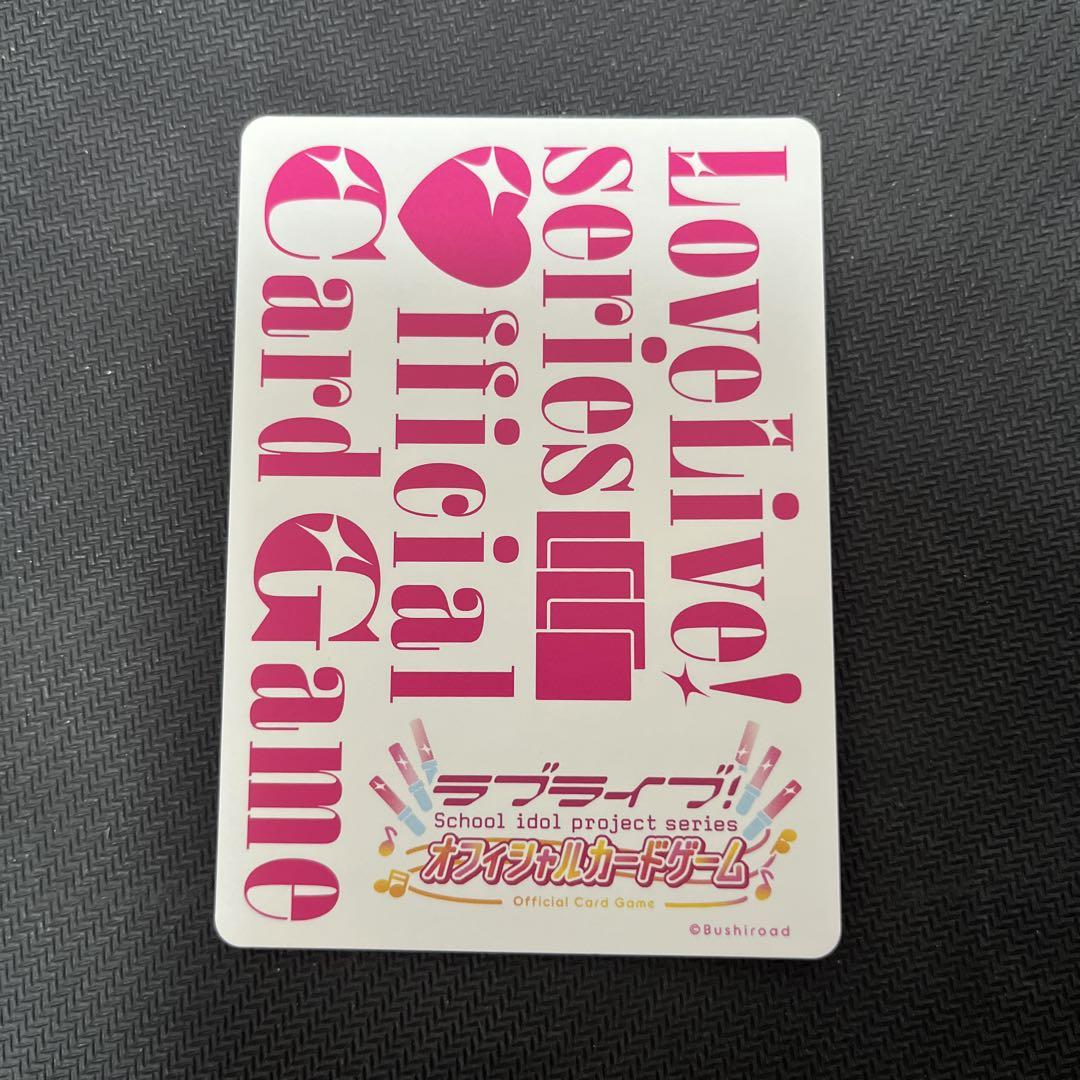 LoveLive!
series
Official
Card Game
ラブライブ!
School idol project series
オフィシャルカードゲーム
Official Card Game
©Bushiroad